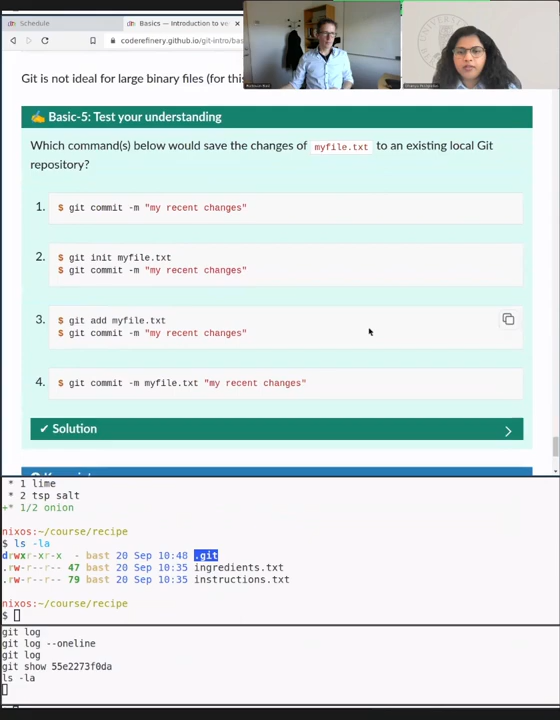 Schedule
Basics — Introduction to ve
coderefinery.github.io/git-intro/bas
Git is not ideal for large binary files (for this
✍ Basic-5: Test your understanding
Which command(s) below would save the changes of myfile.txt to an existing local Git
repository?
1.
$ git commit -m "my recent changes"
2.
$ git init myfile.txt
$ git commit -m "my recent changes"
3.
$ git add myfile.txt
$ git commit -m "my recent changes"
4.
$ git commit -m myfile.txt "my recent changes"
✔ Solution
* 1 lime
* 2 tsp salt
+* 1/2 onion
nixos:~/course/recipe
$ ls -la
drwxr-xr-x - bast 20 Sep 10:48 .git
.rw-r--r-- 47 bast 20 Sep 10:35 ingredients.txt
.rw-r--r-- 79 bast 20 Sep 10:35 instructions.txt
nixos:~/course/recipe
$
git log
git log --oneline
git log
git show 55e2273f0da
ls -la